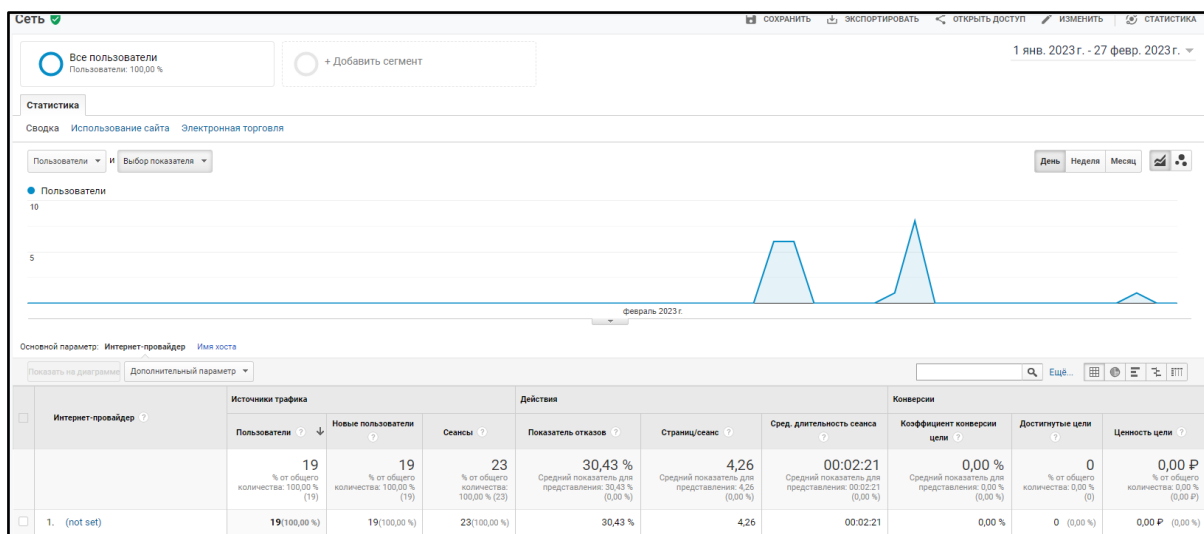 Сеть
СОХРАНИТЬ ЭКСПОРТИРОВАТЬ ОТКРЫТЬ ДОСТУП ИЗМЕНИТЬ СТАТИСТИКА
Все пользователи
Пользователи: 100,00 %
+ Добавить сегмент
1 янв. 2023 г. - 27 февр. 2023 г.
Статистика
Сводка Использование сайта Электронная торговля
Пользователи и Выбор показателя
День Неделя Месяц
Пользователи
10
5
февраль 2023 г.
Основной параметр: Интернет-провайдер Имя хоста
Показать на диаграмме Дополнительный параметр
Ещё...
Интернет-провайдер ?
Источники трафика Действия Конверсии
Пользователи ?
Новые пользователи ?
Сеансы ?
Показатель отказов ?
Страниц/сеанс ?
Сред. длительность сеанса ?
Коэффициент конверсии цели ?
Достигнутые цели ?
Ценность цели ?
19
% от общего
количества: 100,00 %
(19)
19
% от общего
количества: 100,00 %
(19)
23
% от общего
количества:
100,00 % (23)
30,43 %
Средний показатель для
представления: 30,43 %
(0,00 %)
4,26
Средний показатель для
представления: 4,26
(0,00 %)
00:02:21
Средний показатель для
представления: 00:02:21
(0,00 %)
0,00 %
Средний показатель для
представления: 0,00 %
(0,00 %)
0
% от общего
количества: 0,00 %
(0)
0,00 ₽
% от общего
количества: 0,00 %
(0,00 ₽)
1. (not set) 19(100,00 %) 19(100,00 %) 23(100,00 %) 30,43 % 4,26 00:02:21 0,00 % 0 (0,00 %) 0,00 ₽ (0,00 %)